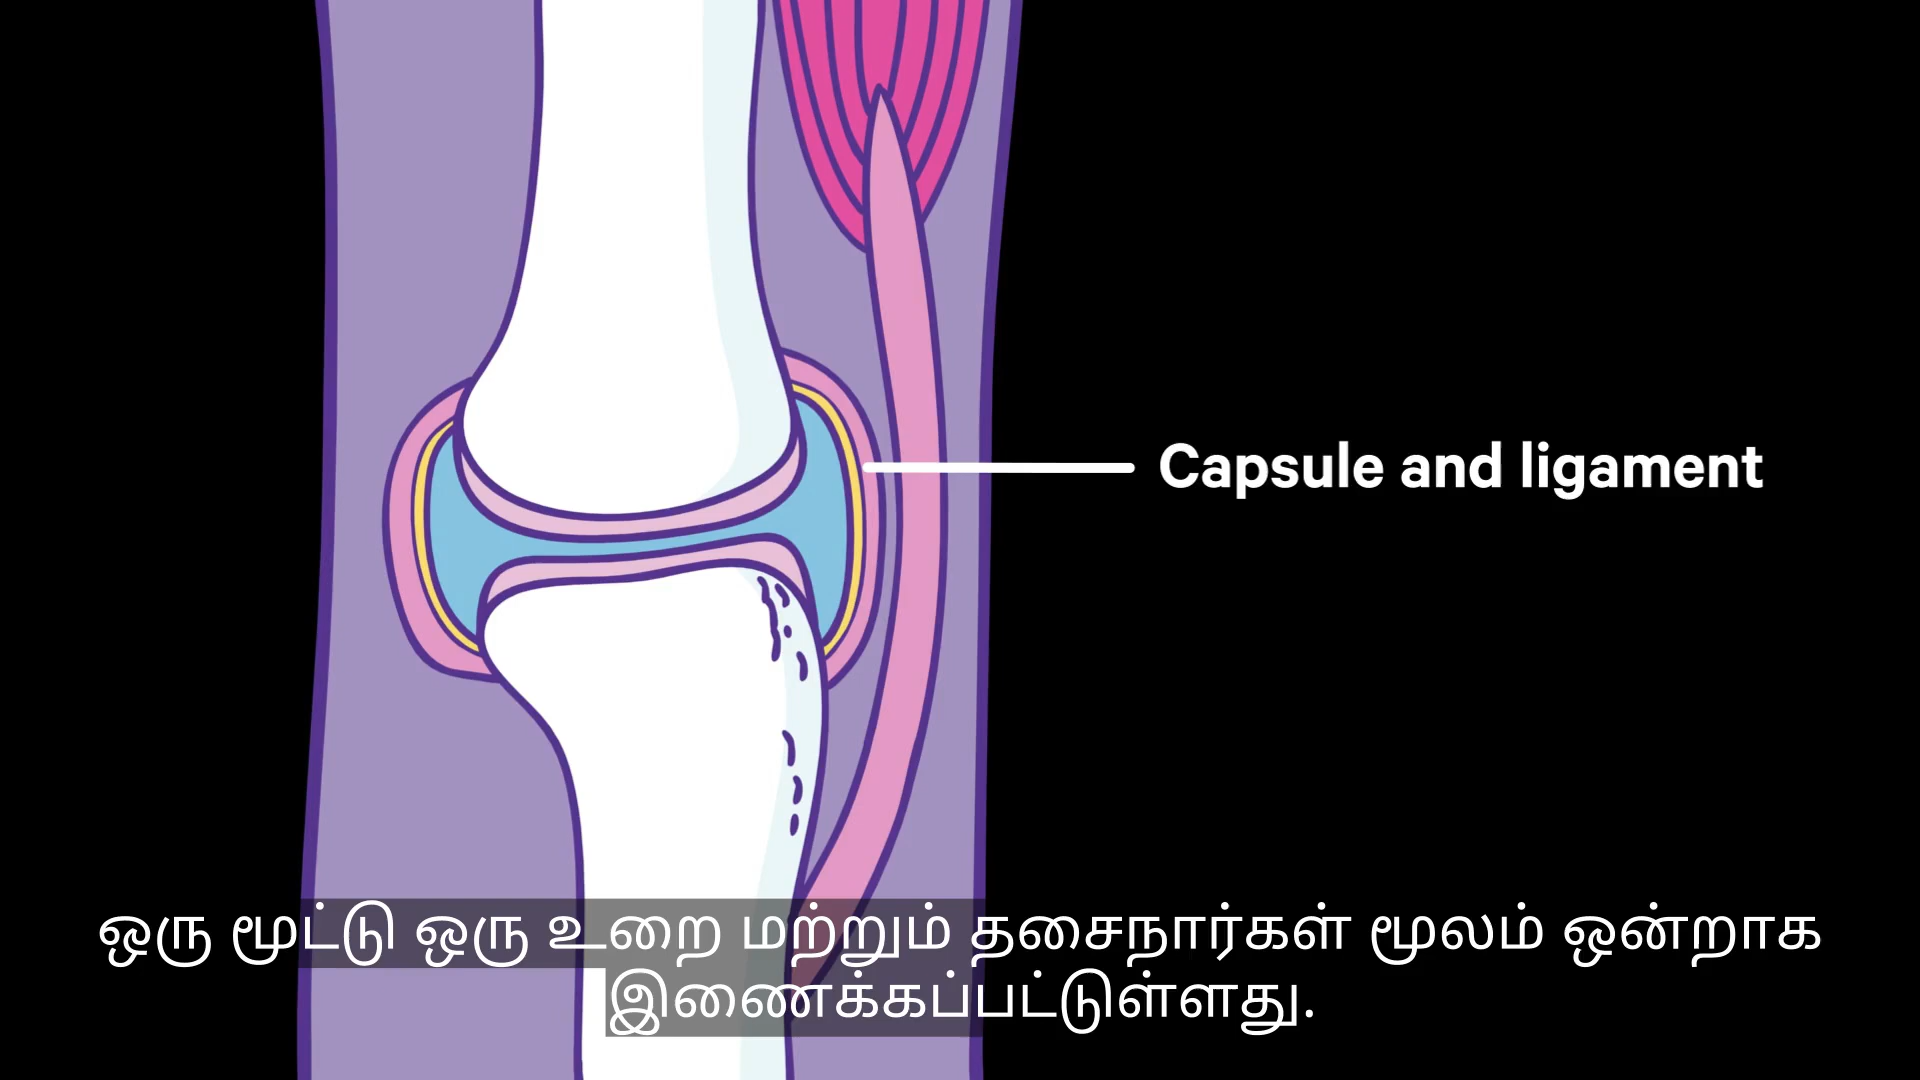 Capsule and ligament
ஒரு மூட்டு ஒரு உறை மற்றும் தசைநார்கள் மூலம் ஒன்றாக
இணைக்கப்பட்டுள்ளது.